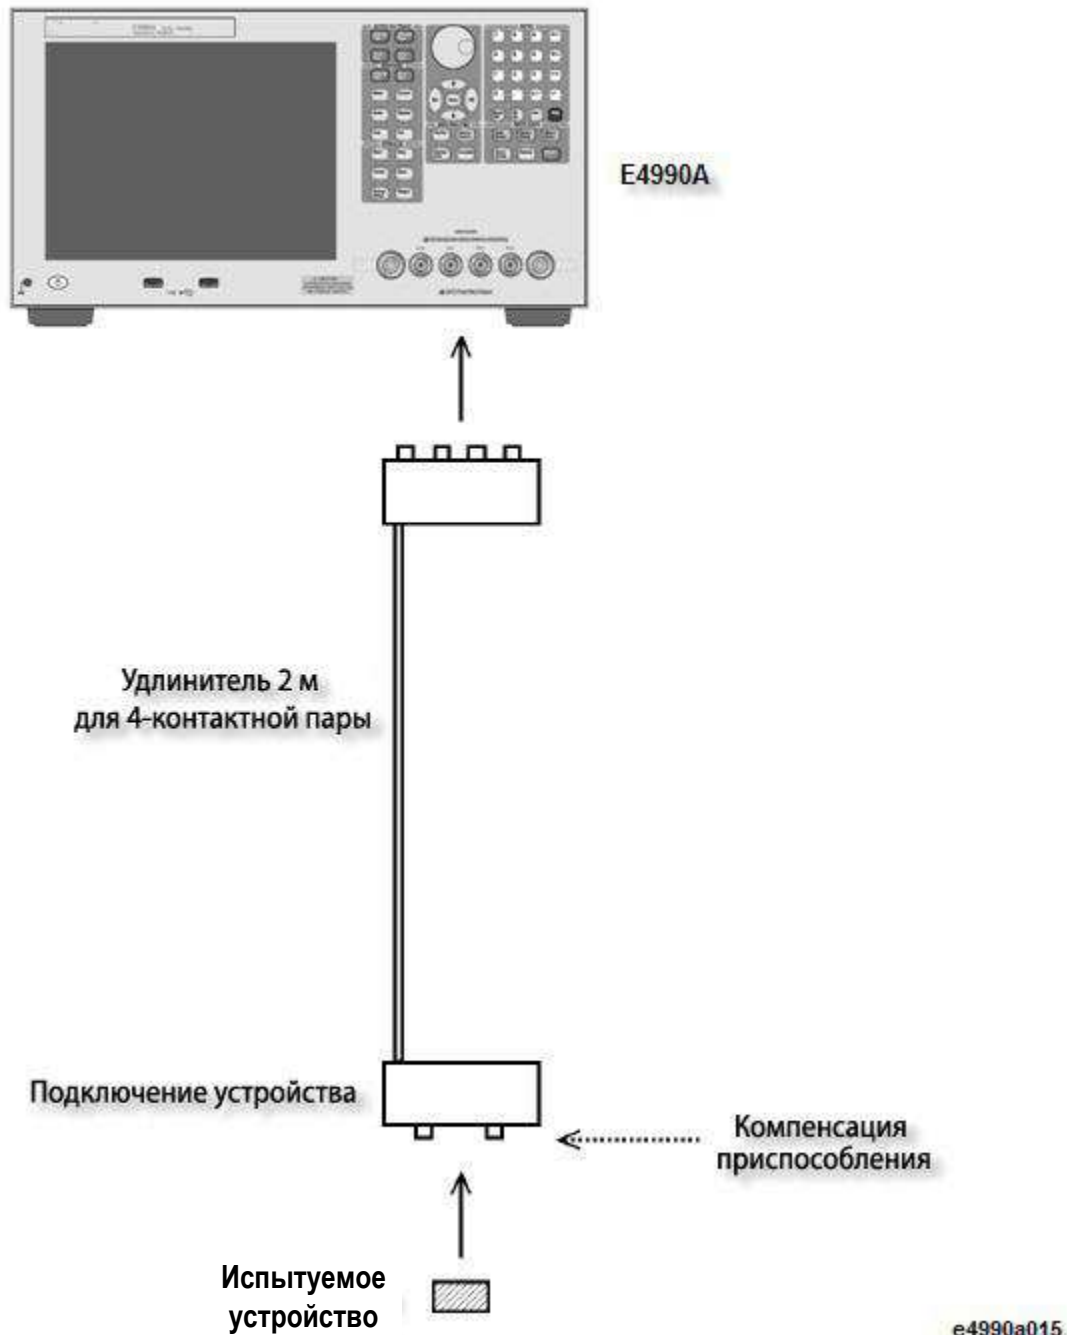 E4990A
Удлинитель 2 м
для 4-контактной пары
Подключение устройства
Компенсация
приспособления
Испытуемое
устройство
e4990a015